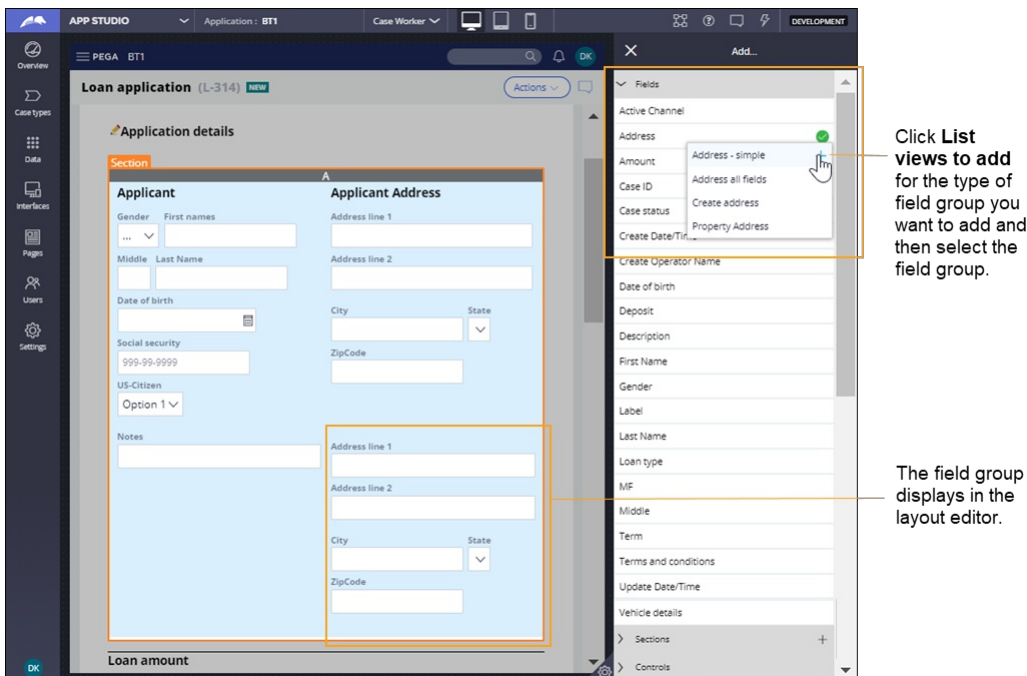 APP STUDIO
Application : BT1
Case Worker
DEVELOPMENT
Overview
Case types
Data
Interfaces
Pages
Users
Settings
DK
PEGA BT1
DK
Loan application (L-314) NEW
Actions
Application details
Section
A
Applicant
Applicant Address
Gender First names
Address line 1
...
Middle Last Name
Address line 2
Date of birth
City State
Social security
999-99-9999
ZipCode
US-Citizen
Option 1
Notes
Address line 1
Address line 2
City State
ZipCode
Loan amount
Add...
Fields
Active Channel
Address
Amount
Case ID
Case status
Create Date/Time
Address - simple
Address all fields
Create address
Property Address
Create Operator Name
Date of birth
Deposit
Description
First Name
Gender
Label
Last Name
Loan type
MF
Middle
Term
Terms and conditions
Update Date/Time
Vehicle details
Sections
Controls
Click List
views to add
for the type of
field group you
want to add and
then select the
field group.
The field group
displays in the
layout editor.